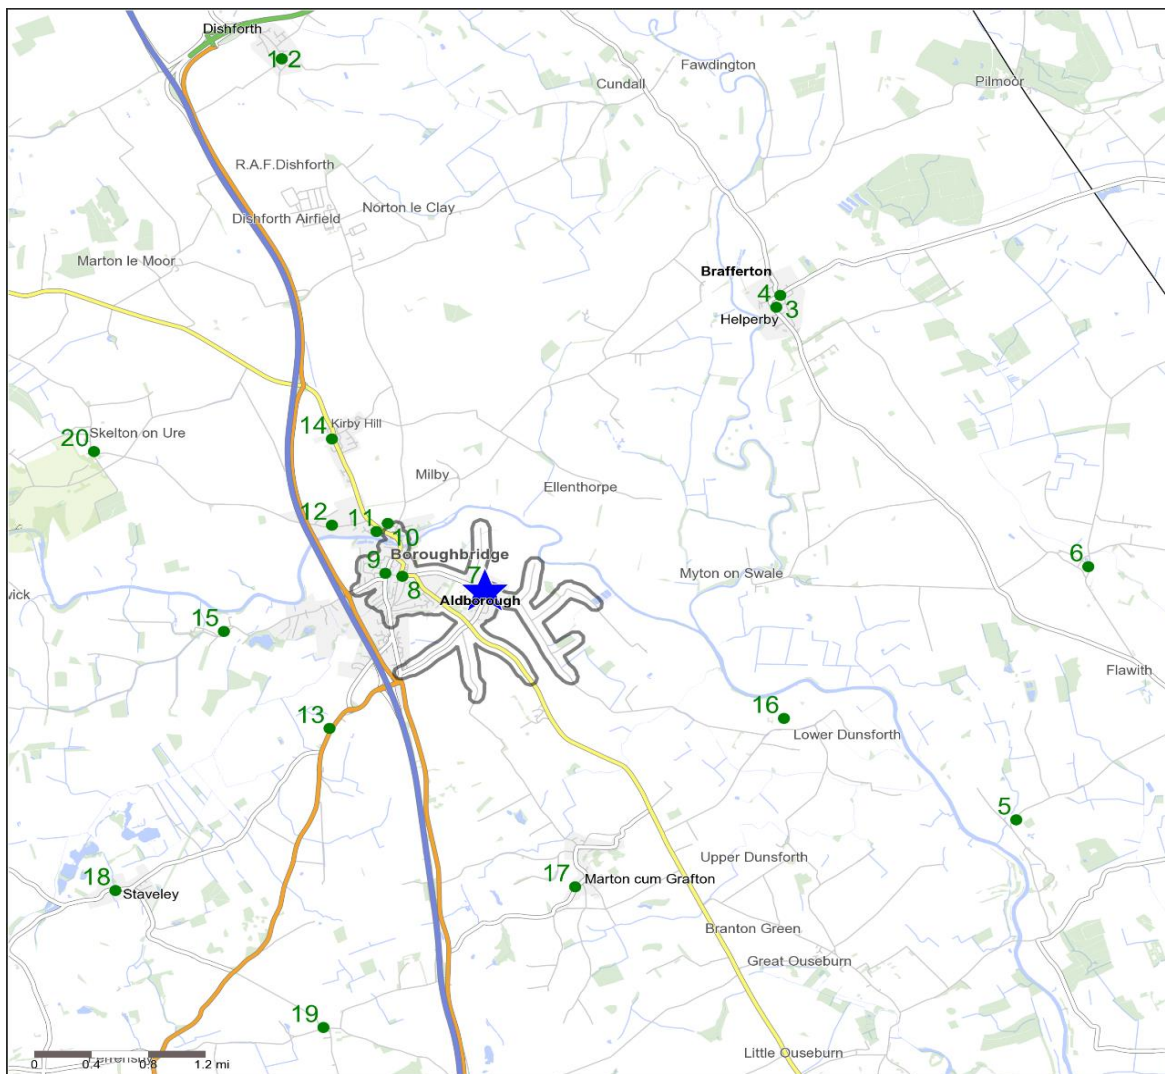 Dishforth
1 2
Fawdington
Cundall
Pilmoor
R.A.F.Dishforth
Norton le Clay
Dishforth Airfield
Marton le Moor
Brafferton
4
3
Helperby
14
Kirby Hill
20
Skelton on Ure
Milby
Ellenthorpe
12
11
10
Boroughbridge
9
8
7
Aldborough
Myton on Swale
6
wick
15
Flawith
16
Lower Dunsforth
13
5
Upper Dunsforth
17
Marton cum Grafton
18
Staveley
Branton Green
Great Ouseburn
19
Little Ouseburn
0 0.4 0.8 1.2 mi